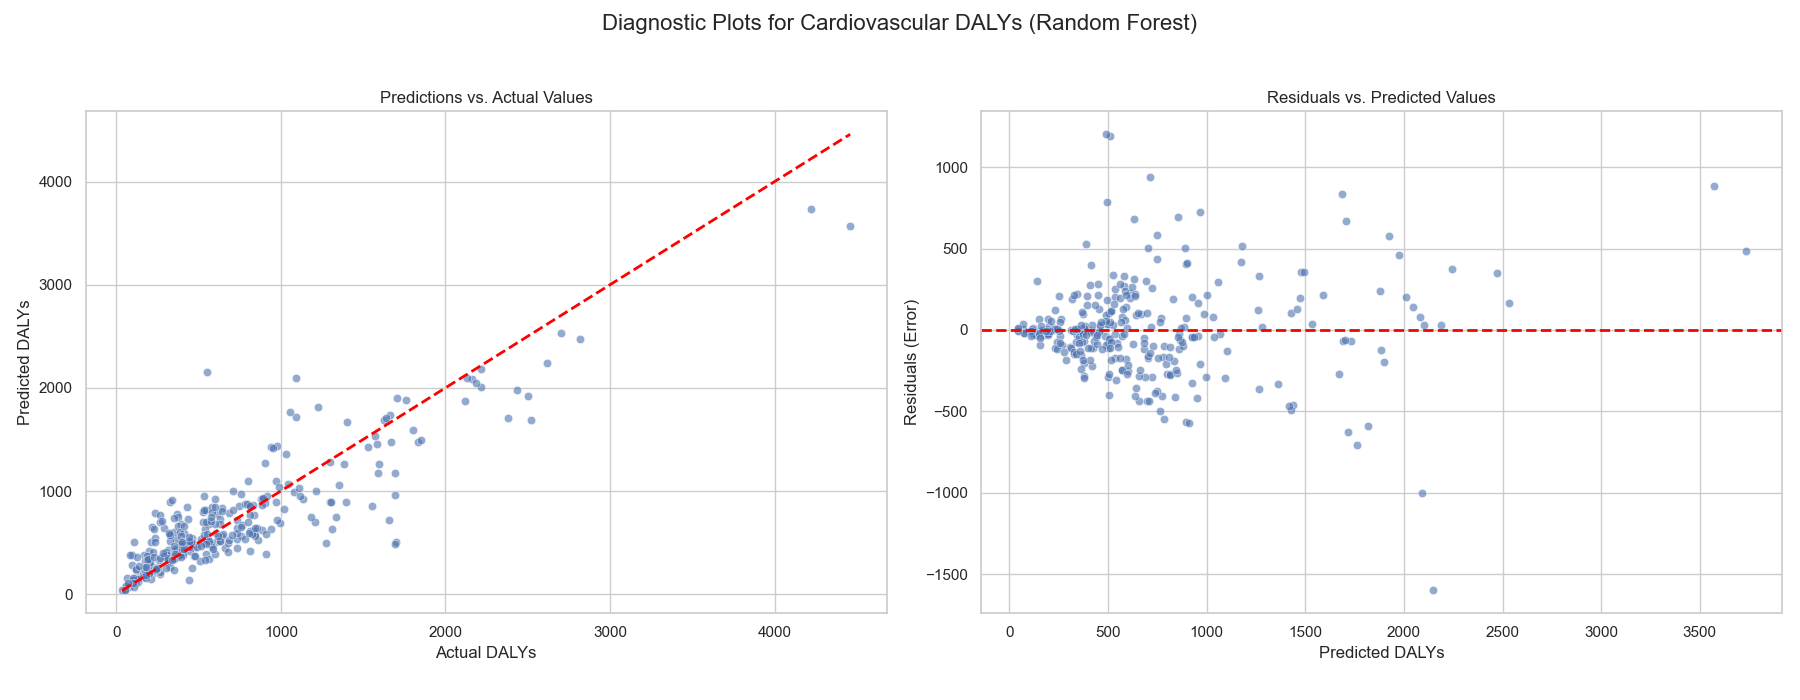 Diagnostic Plots for Cardiovascular DALYs (Random Forest)
Predictions vs. Actual Values
4000
3000
2000
1000
0
Predicted DALYs
0 1000 2000 3000 4000
Actual DALYs
Residuals vs. Predicted Values
1000
500
0
−500
−1000
−1500
Residuals (Error)
0 500 1000 1500 2000 2500 3000 3500
Predicted DALYs